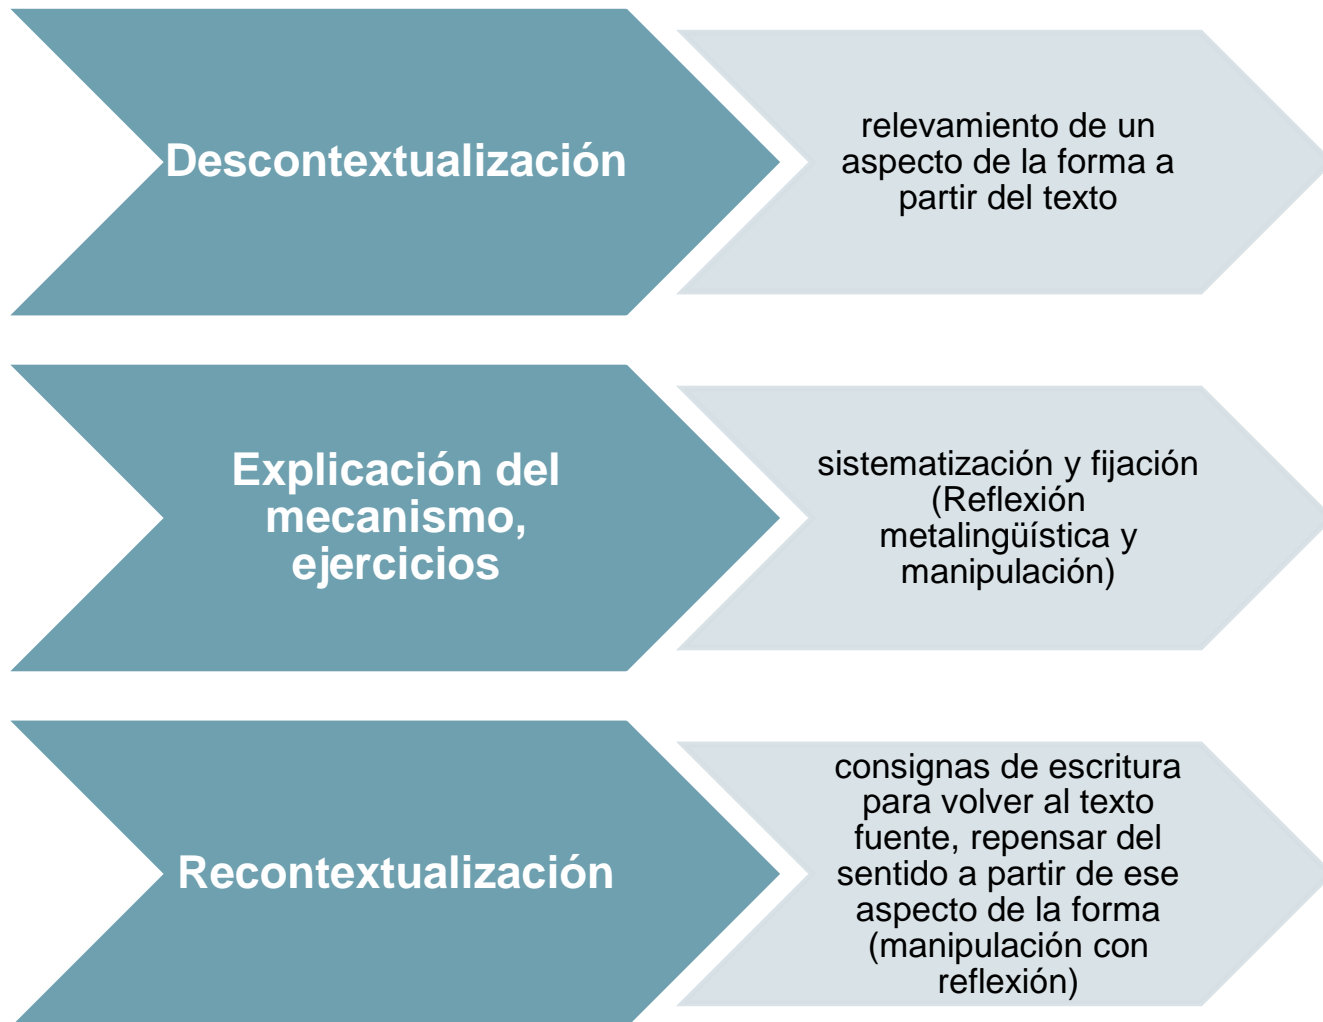 Descontextualización
relevamiento de un
aspecto de la forma a
partir del texto
Explicación del
mecanismo,
ejercicios
sistematización y fijación
(Reflexión
metalingüística y
manipulación)
Recontextualización
consignas de escritura
para volver al texto
fuente, repensar del
sentido a partir de ese
aspecto de la forma
(manipulación con
reflexión)